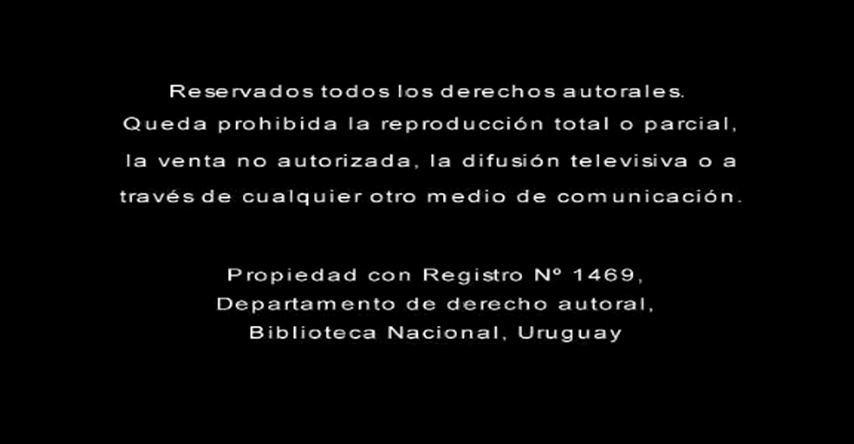 Reservados todos los derechos autorales.
Queda prohibida la reproducción total o parcial,
la venta no autorizada, la difusión televisiva o a
través de cualquier otro medio de comunicación.
Propiedad con Registro Nº 1469,
Departamento de derecho autoral,
Biblioteca Nacional, Uruguay